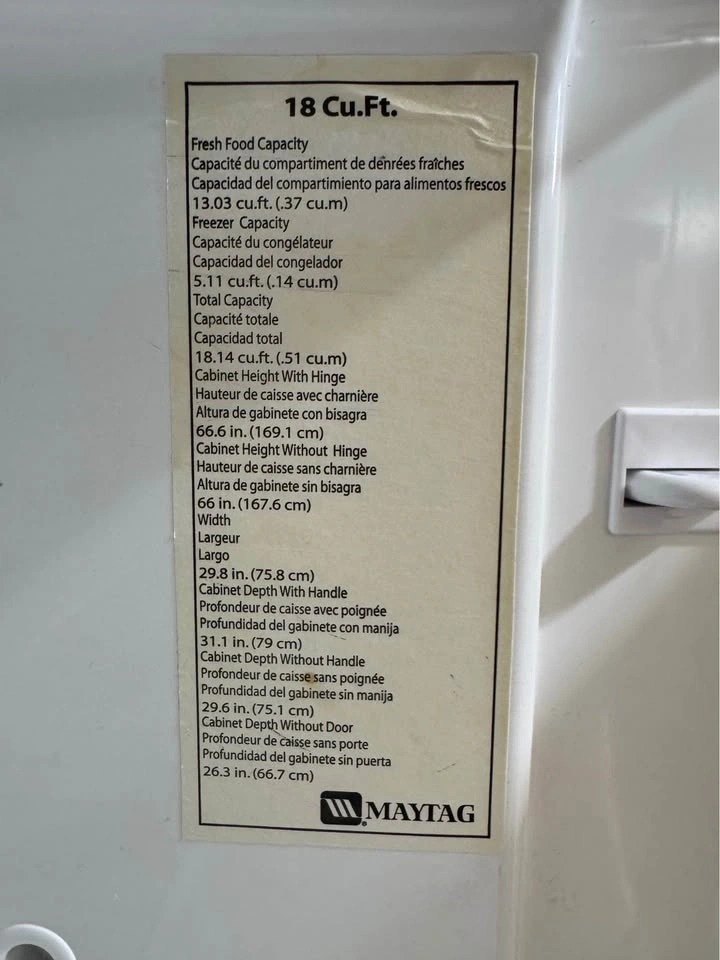 18 Cu.Ft.
Fresh Food Capacity
Capacité du compartiment de denrées fraîches
Capacidad del compartimiento para alimentos frescos
13.03 cu.ft. (.37 cu.m)
Freezer Capacity
Capacité du congélateur
Capacidad del congelador
5.11 cu.ft. (.14 cu.m)
Total Capacity
Capacité totale
Capacidad total
18.14 cu.ft. (.51 cu.m)
Cabinet Height With Hinge
Hauteur de caisse avec charnière
Altura de gabinete con bisagra
66.6 in. (169.1 cm)
Cabinet Height Without Hinge
Hauteur de caisse sans charnière
Altura de gabinete sin bisagra
66 in. (167.6 cm)
Width
Largeur
Largo
29.8 in. (75.8 cm)
Cabinet Depth With Handle
Profondeur de caisse avec poignée
Profundidad del gabinete con manija
31.1 in. (79 cm)
Cabinet Depth Without Handle
Profondeur de caisse sans poignée
Profundidad del gabinete sin manija
29.6 in. (75.1 cm)
Cabinet Depth Without Door
Profondeur de caisse sans porte
Profundidad del gabinete sin puerta
26.3 in. (66.7 cm)
MAYTAG